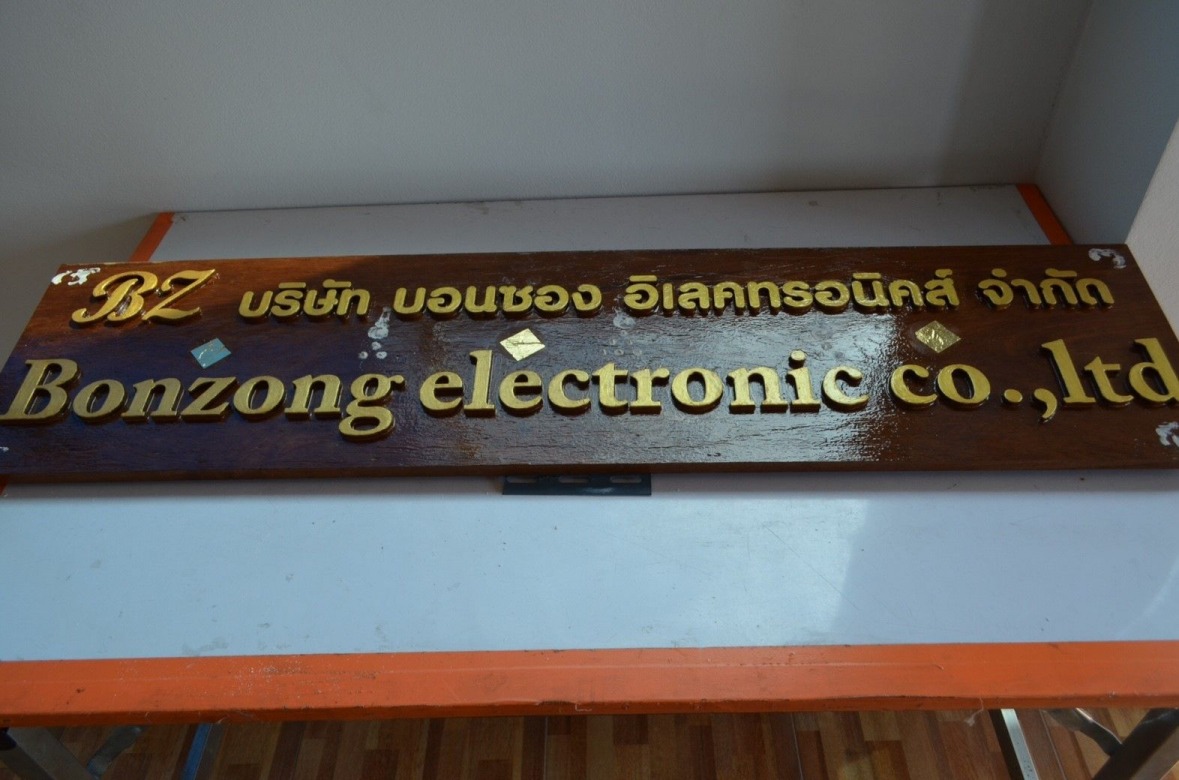 BZ บริษัท บอนซอง อิเลคทรอนิคส์ จำกัด
Bonzong electronic co.,ltd